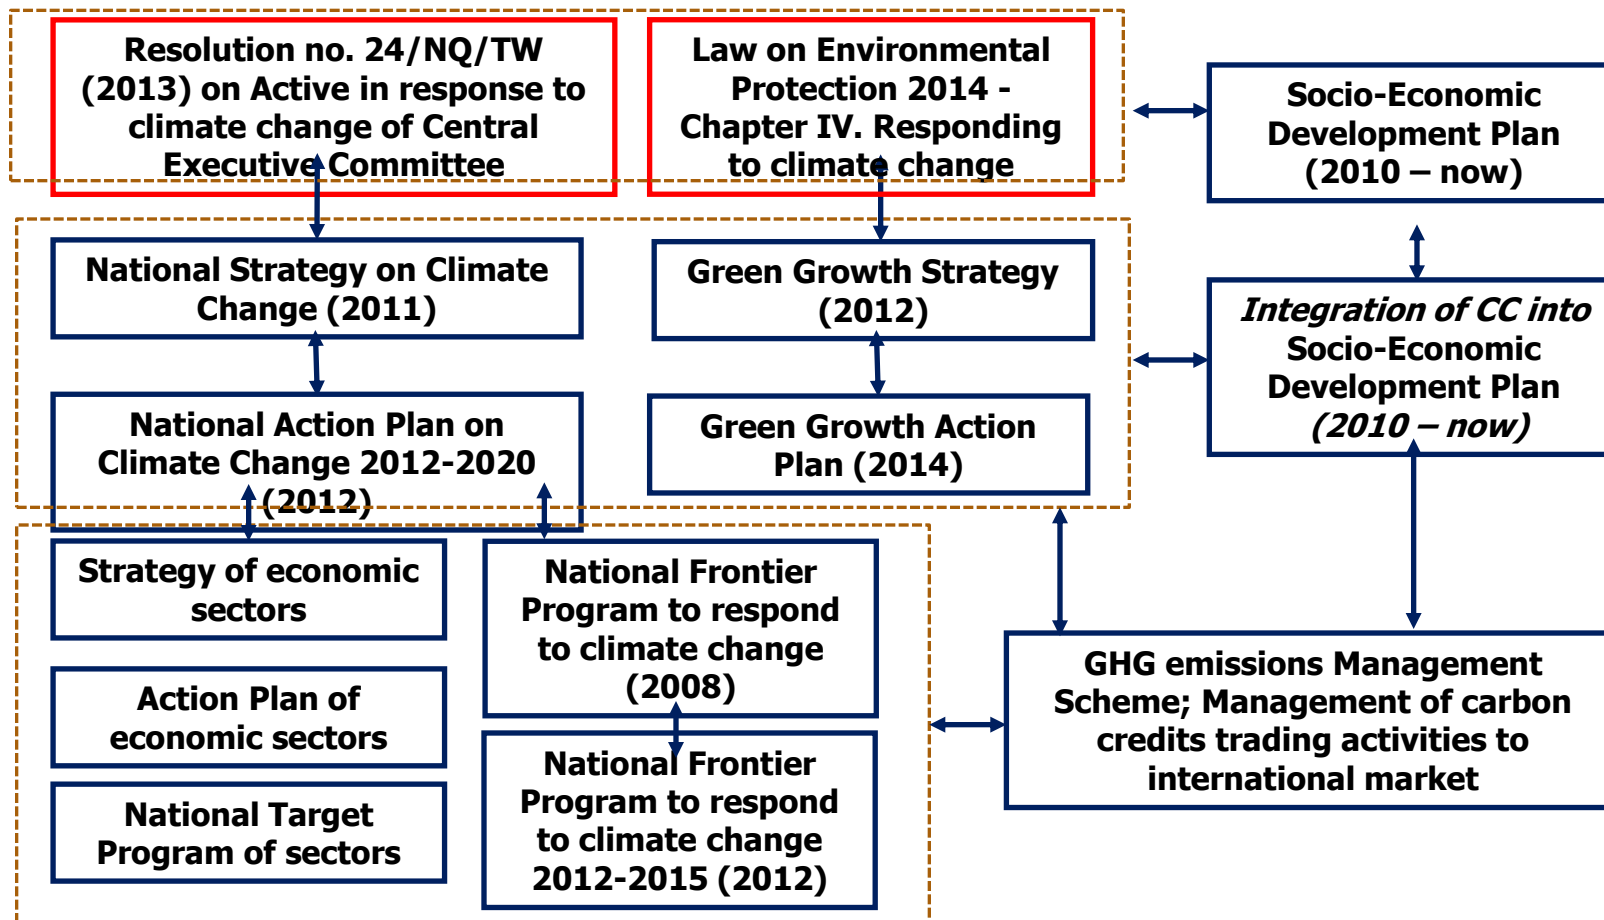 Resolution no. 24/NQ/TW
(2013) on Active in response to
climate change of Central
Executive Committee
Law on Environmental
Protection 2014 -
Chapter IV. Responding
to climate change
Socio-Economic
Development Plan
(2010 – now)
National Strategy on Climate
Change (2011)
Green Growth Strategy
(2012)
Integration of CC into
Socio-Economic
Development Plan
(2010 – now)
National Action Plan on
Climate Change 2012-2020
(2012)
Green Growth Action
Plan (2014)
Strategy of economic
sectors
National Frontier
Program to respond
to climate change
(2008)
Action Plan of
economic sectors
GHG emissions Management
Scheme; Management of carbon
credits trading activities to
international market
National Target
Program of sectors
National Frontier
Program to respond
to climate change
2012-2015 (2012)